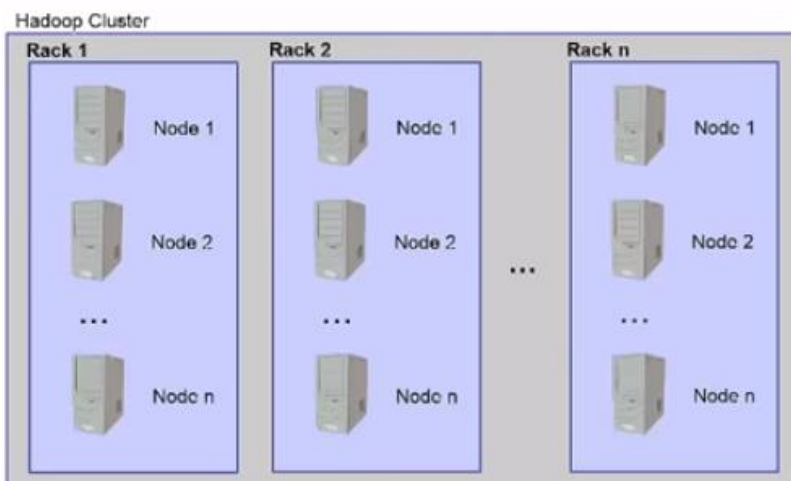 Hadoop Cluster
Rack 1
Node 1
Node 2
...
Node n
Rack 2
Node 1
Node 2
...
Node n
...
Rack n
Node 1
Node 2
...
Node n